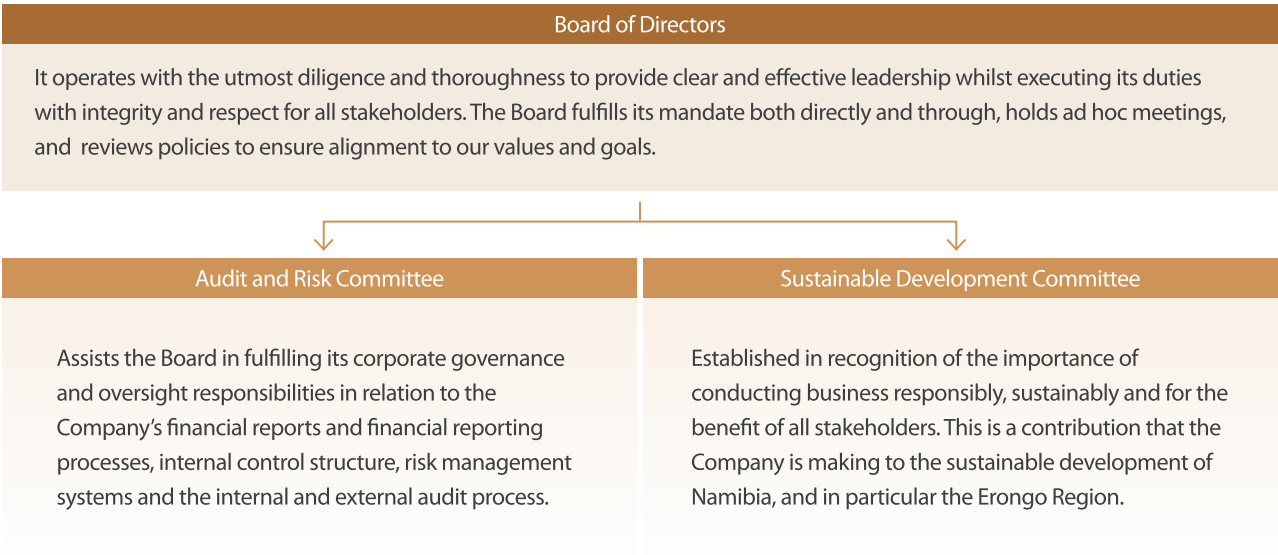 Board of Directors
It operates with the utmost diligence and thoroughness to provide clear and effective leadership whilst executing its duties
with integrity and respect for all stakeholders. The Board fulfills its mandate both directly and through, holds ad hoc meetings,
and  reviews policies to ensure alignment to our values and goals.
Audit and Risk Committee
Assists the Board in fulfilling its corporate governance
and oversight responsibilities in relation to the
Company’s financial reports and financial reporting
processes, internal control structure, risk management
systems and the internal and external audit process.
Sustainable Development Committee
Established in recognition of the importance of
conducting business responsibly, sustainably and for the
benefit of all stakeholders. This is a contribution that the
Company is making to the sustainable development of
Namibia, and in particular the Erongo Region.